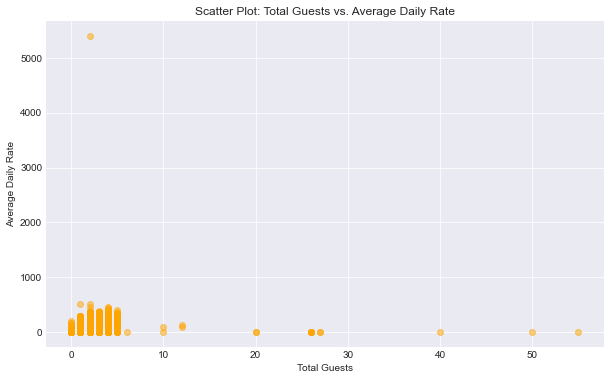 Scatter Plot: Total Guests vs. Average Daily Rate
5000
4000
3000
2000
1000
0
Average Daily Rate
0 10 20 30 40 50
Total Guests